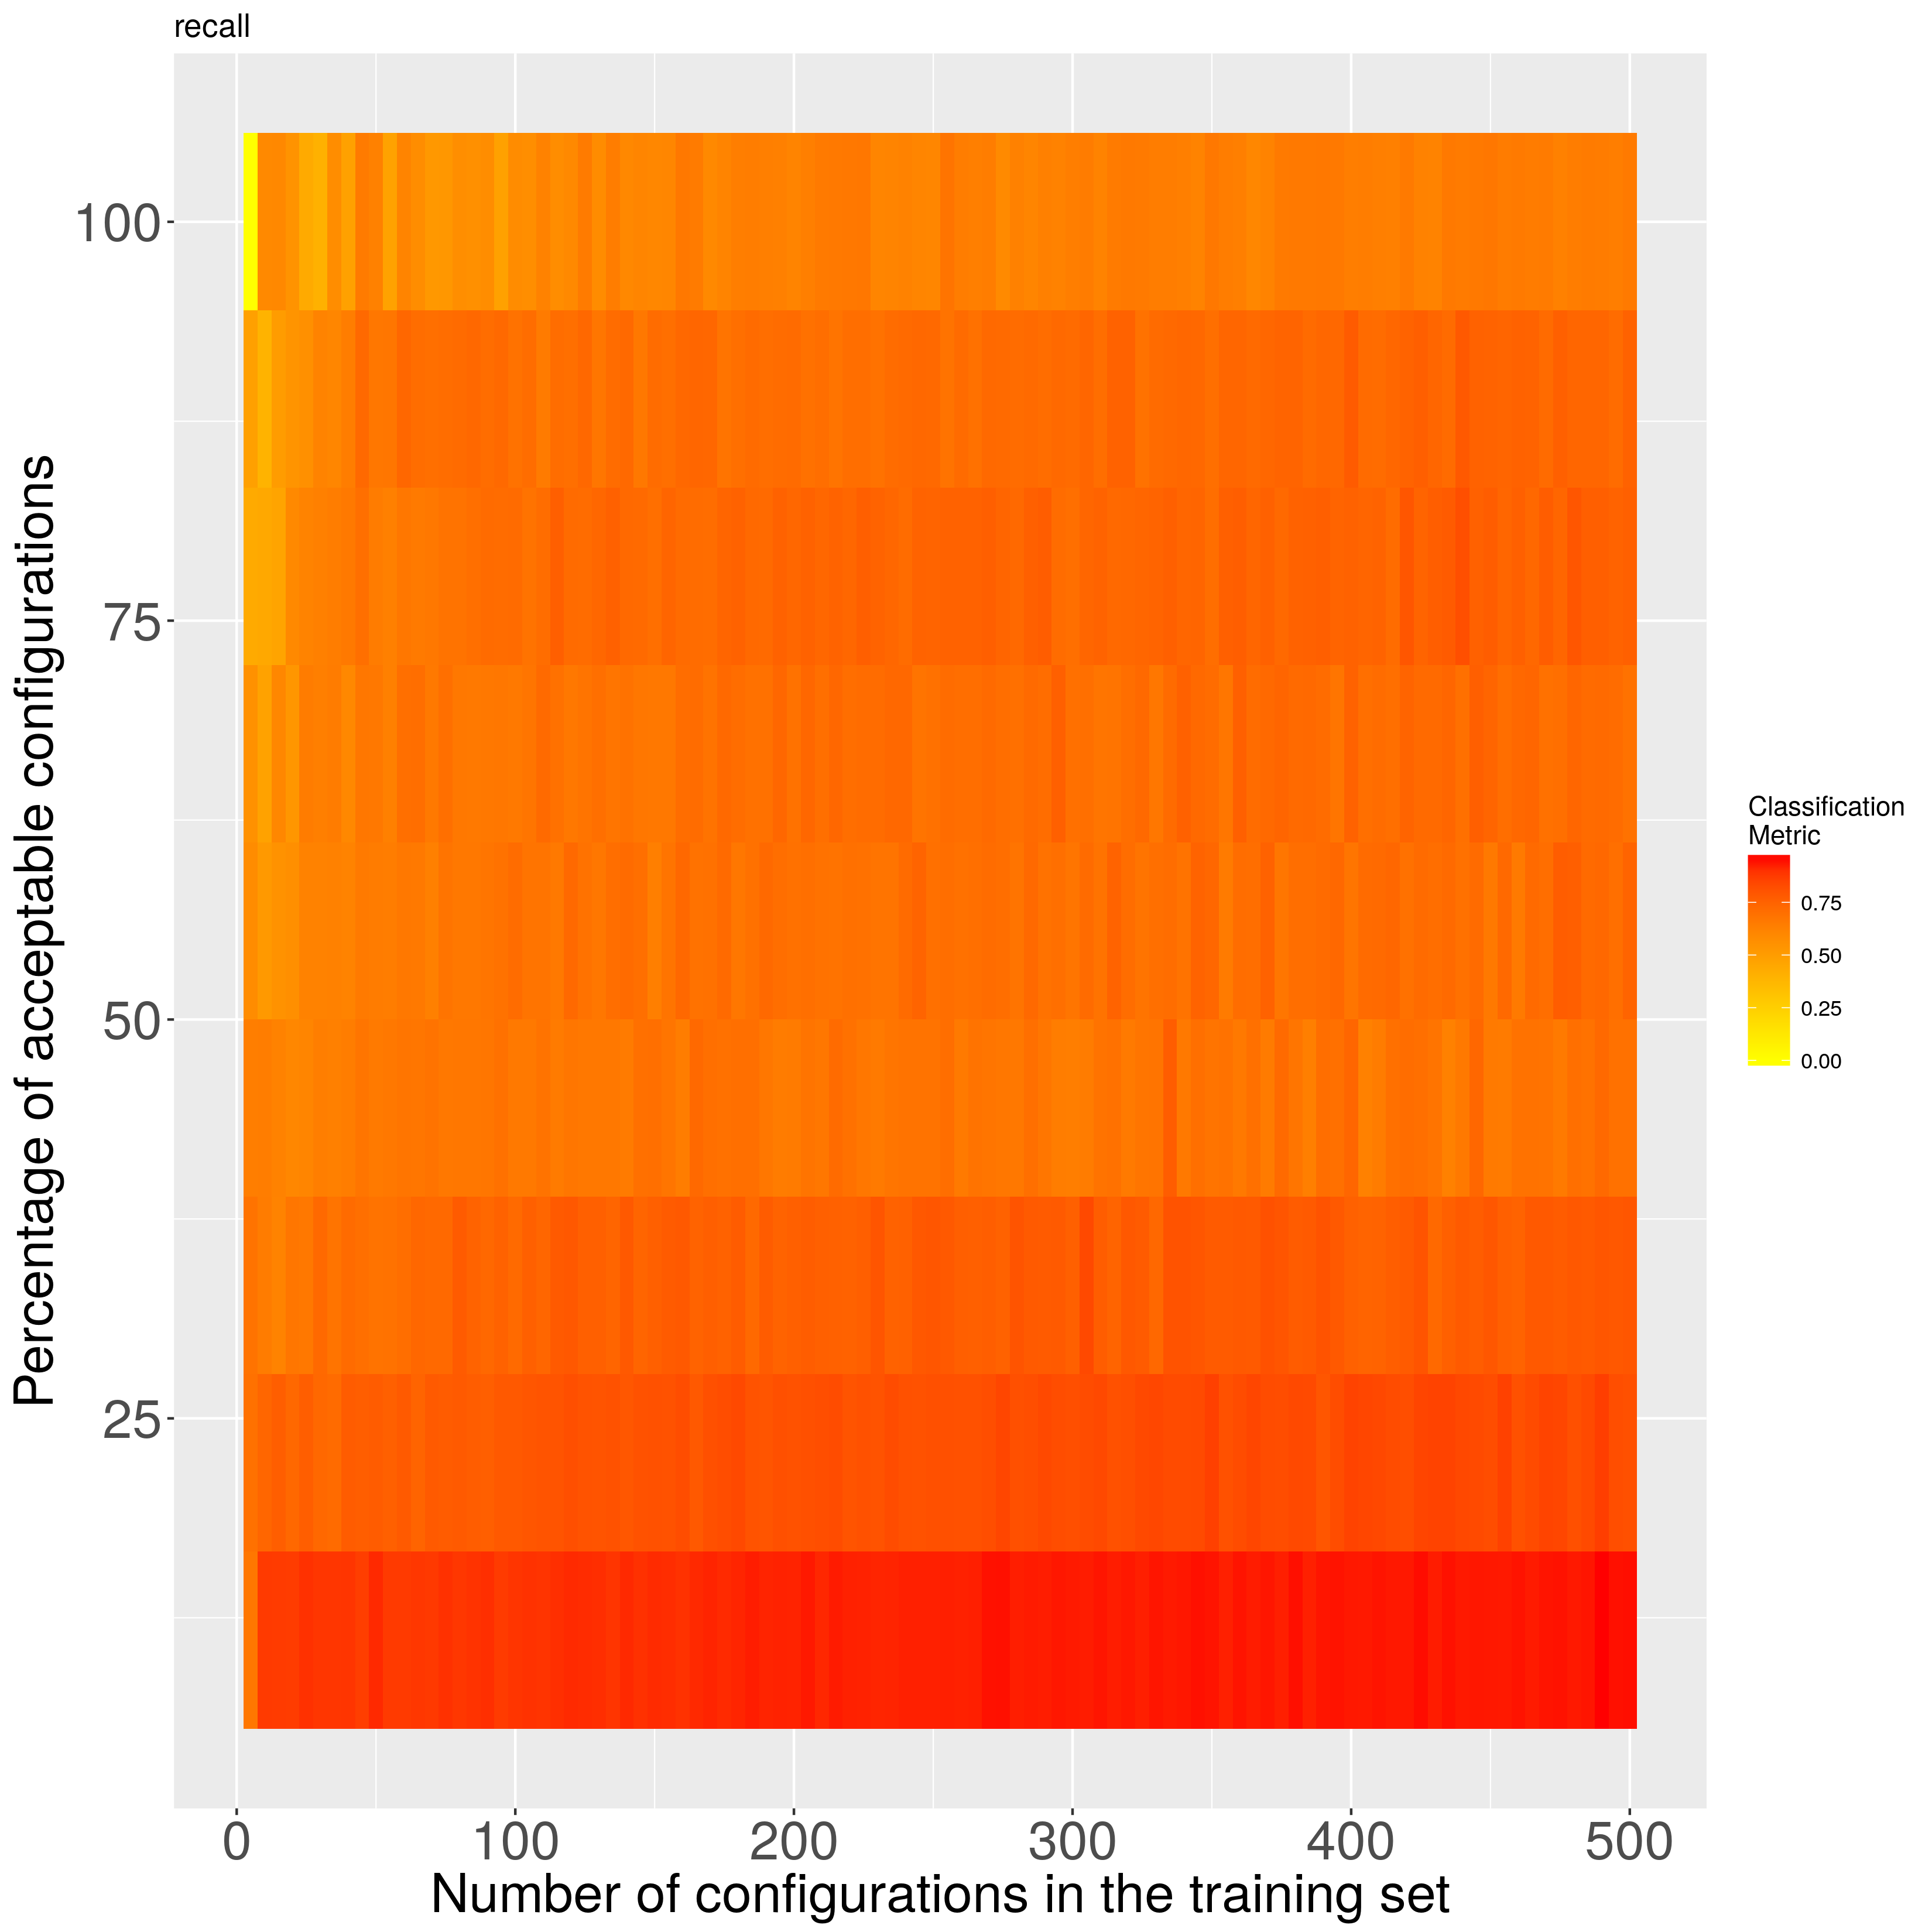 recall
100
75
50
25
Percentage of acceptable configurations
0 100 200 300 400 500
Number of configurations in the training set
Classification
Metric
0.75
0.50
0.25
0.00